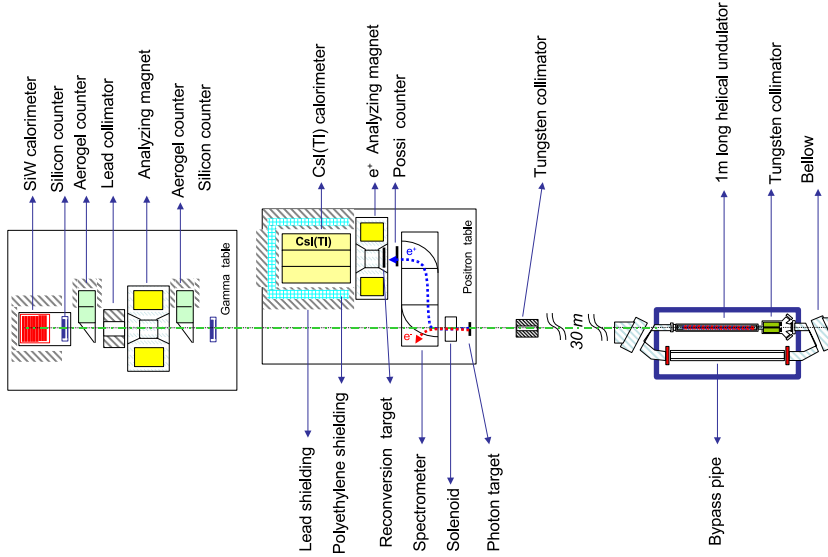 SiW calorimeter
Silicon counter
Aerogel counter
Lead collimator
Analyzing magnet
Aerogel counter
Silicon counter
Gamma table
CsI(Tl) calorimeter
e+ Analyzing magnet
Possi counter
CsI(Tl)
e+
e-
Positron table
Tungsten collimator
30 m
1m long helical undulator
Tungsten collimator
Bellow
Lead shielding
Polyethylene shielding
Reconversion target
Spectrometer
Solenoid
Photon target
Bypass pipe